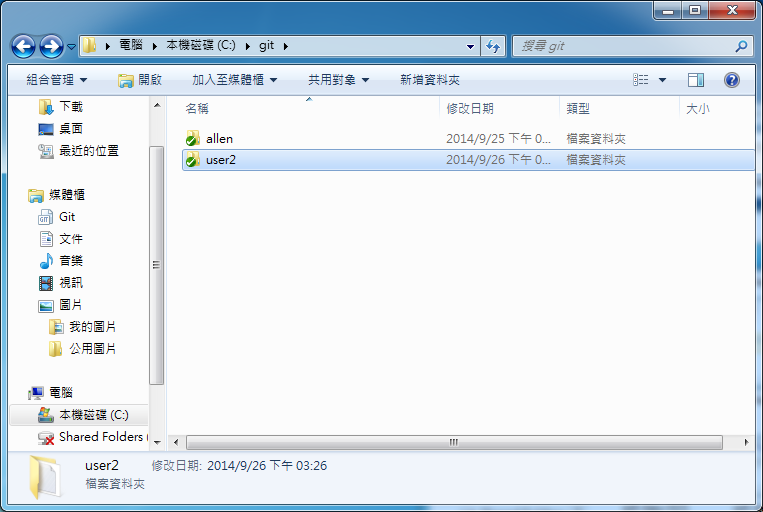 電腦 本機磁碟 (C:) git
搜尋 git
組合管理 開啟 加入至媒體櫃 共用對象 新增資料夾
名稱 修改日期 類型 大小
allen 2014/9/25 下午 0... 檔案資料夾
user2 2014/9/26 下午 0... 檔案資料夾
下載
桌面
最近的位置
媒體櫃
Git
文件
音樂
視訊
圖片
我的圖片
公用圖片
電腦
本機磁碟 (C:)
Shared Folders (
user2 修改日期: 2014/9/26 下午 03:26
檔案資料夾